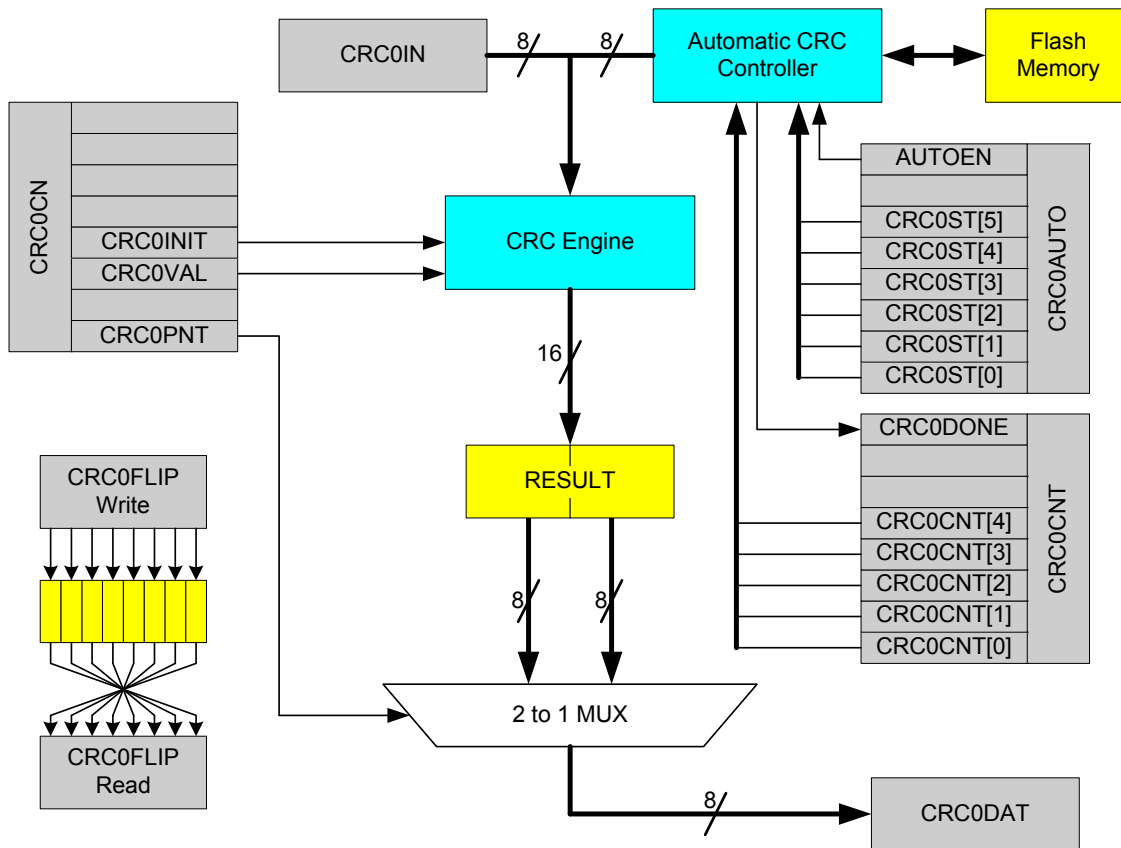 CRC0IN
8
8
Automatic CRC
Controller
Flash
Memory
CRC0CN
CRC0INIT
CRC0VAL
CRC0PNT
CRC Engine
AUTOEN
CRC0ST[5]
CRC0ST[4]
CRC0ST[3]
CRC0ST[2]
CRC0ST[1]
CRC0ST[0]
CRC0AUTO
16
RESULT
CRC0DONE
CRC0CNT[4]
CRC0CNT[3]
CRC0CNT[2]
CRC0CNT[1]
CRC0CNT[0]
CRC0CNT
CRC0FLIP
Write
8
8
2 to 1 MUX
CRC0FLIP
Read
8
CRC0DAT